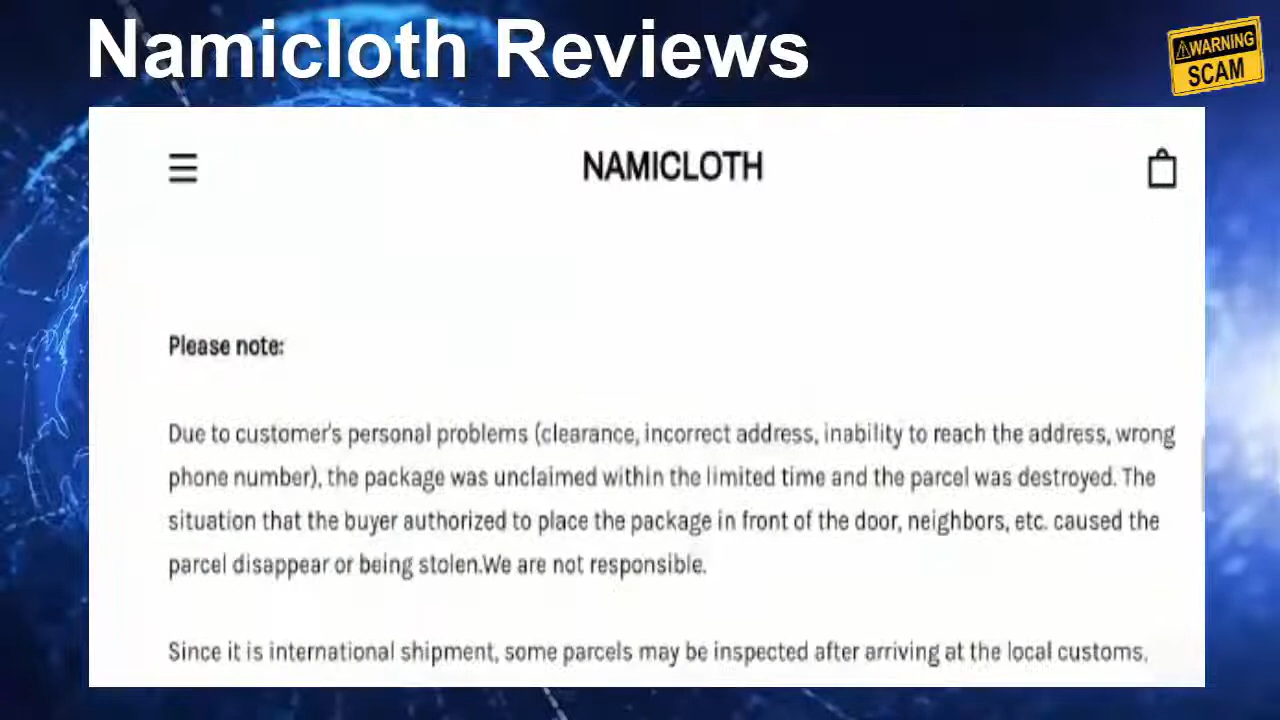 Namicloth Reviews
WARNING
SCAM
NAMICLOTH
Please note:
Due to customer's personal problems (clearance, incorrect address, inability to reach the address, wrong
phone number), the package was unclaimed within the limited time and the parcel was destroyed. The
situation that the buyer authorized to place the package in front of the door, neighbors, etc. caused the
parcel disappear or being stolen.We are not responsible.
Since it is international shipment, some parcels may be inspected after arriving at the local customs,